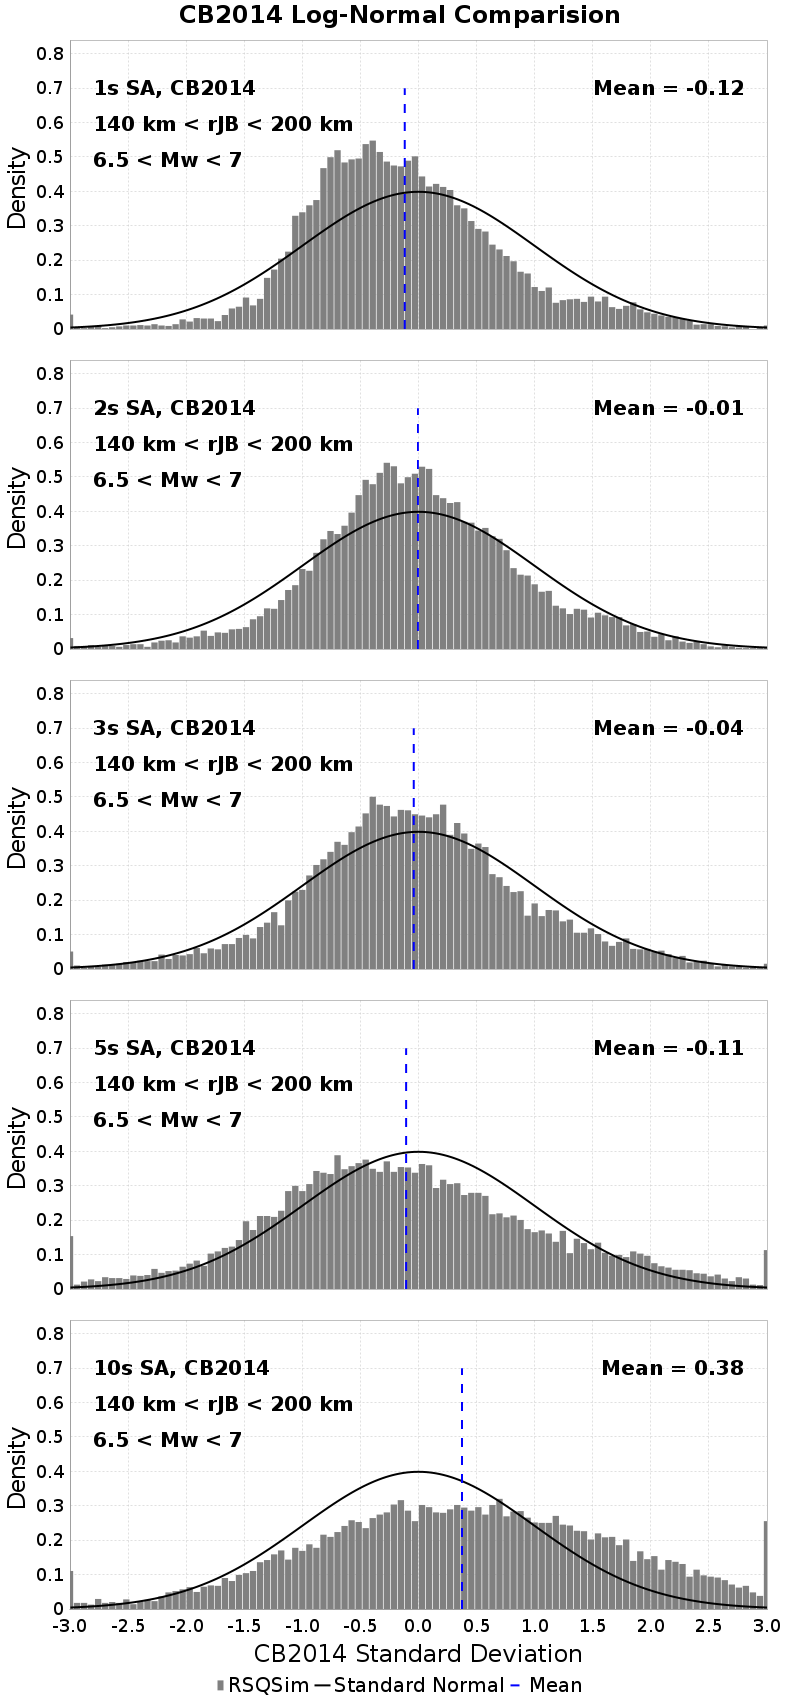 CB2014 Log-Normal Comparision
0.8
1s SA, CB2014 Mean = -0.12
0.7
140 km < rJB < 200 km
0.6
6.5 < Mw < 7
0.5
0.4
0.3
0.2
0.1
0
Density
0.8
2s SA, CB2014 Mean = -0.01
0.7
140 km < rJB < 200 km
0.6
6.5 < Mw < 7
0.5
0.4
0.3
0.2
0.1
0
Density
0.8
3s SA, CB2014 Mean = -0.04
0.7
140 km < rJB < 200 km
0.6
6.5 < Mw < 7
0.5
0.4
0.3
0.2
0.1
0
Density
0.8
5s SA, CB2014 Mean = -0.11
0.7
140 km < rJB < 200 km
0.6
6.5 < Mw < 7
0.5
0.4
0.3
0.2
0.1
0
Density
0.8
10s SA, CB2014 Mean = 0.38
0.7
140 km < rJB < 200 km
0.6
6.5 < Mw < 7
0.5
0.4
0.3
0.2
0.1
0
Density
-3.0 -2.5 -2.0 -1.5 -1.0 -0.5 0.0 0.5 1.0 1.5 2.0 2.5 3.0
CB2014 Standard Deviation
RSQSim Standard Normal Mean